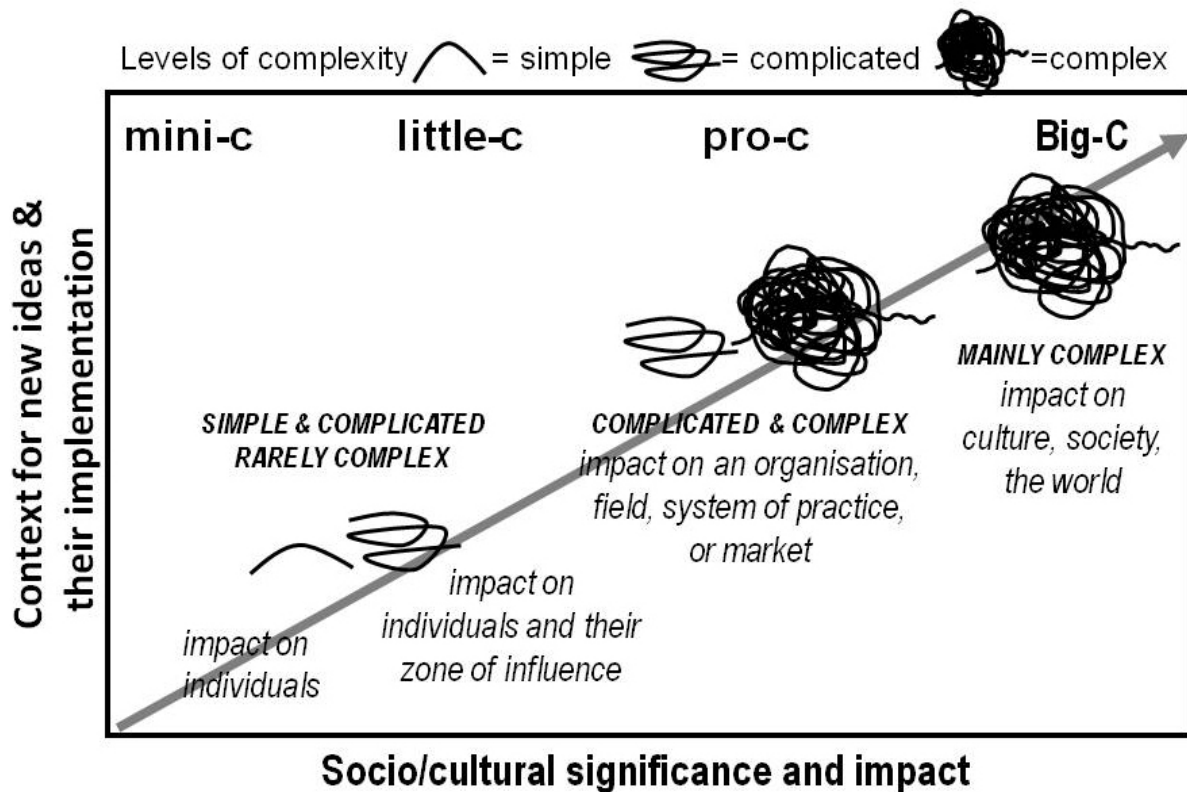 Levels of complexity = simple = complicated =complex
mini-c little-c pro-c Big-C
Context for new ideas &
their implementation
MAINLY COMPLEX
impact on
culture, society,
the world
COMPLICATED & COMPLEX
impact on an organisation,
field, system of practice,
or market
SIMPLE & COMPLICATED
RARELY COMPLEX
impact on
individuals and their
zone of influence
impact on
individuals
Socio/cultural significance and impact